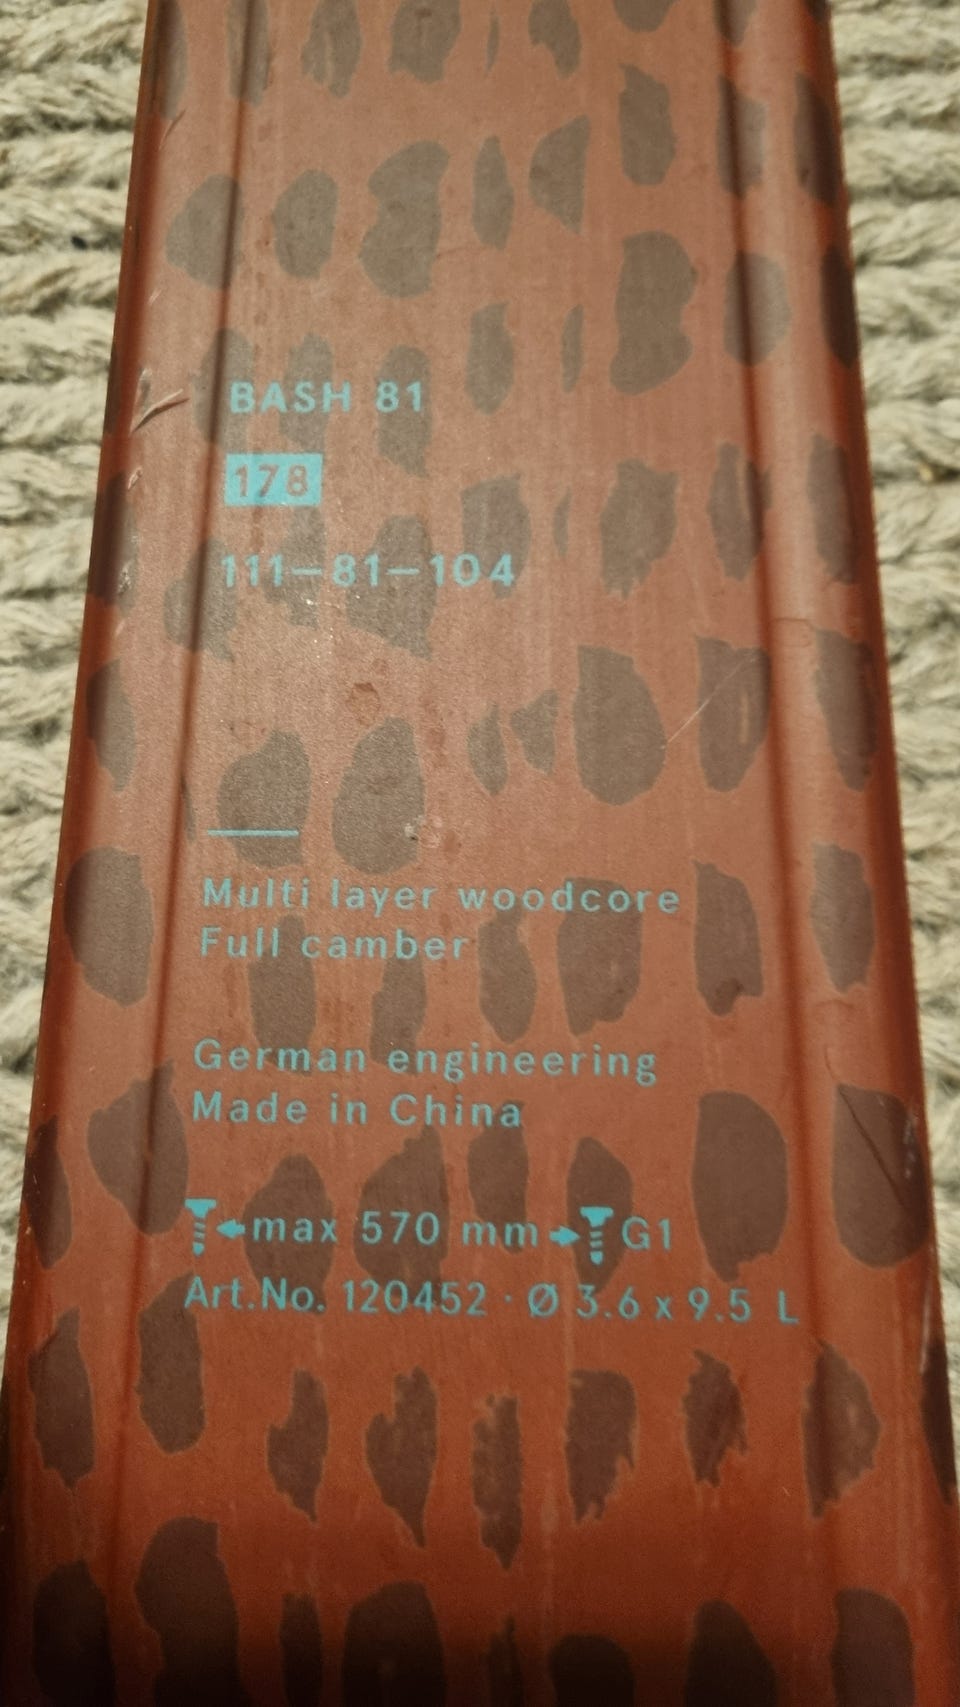 BASH 81
178
111–81–104
Multi layer woodcore
Full camber
German engineering
Made in China
max 570 mm G1
Art.No. 120452 · Ø 3.6 x 9.5 L